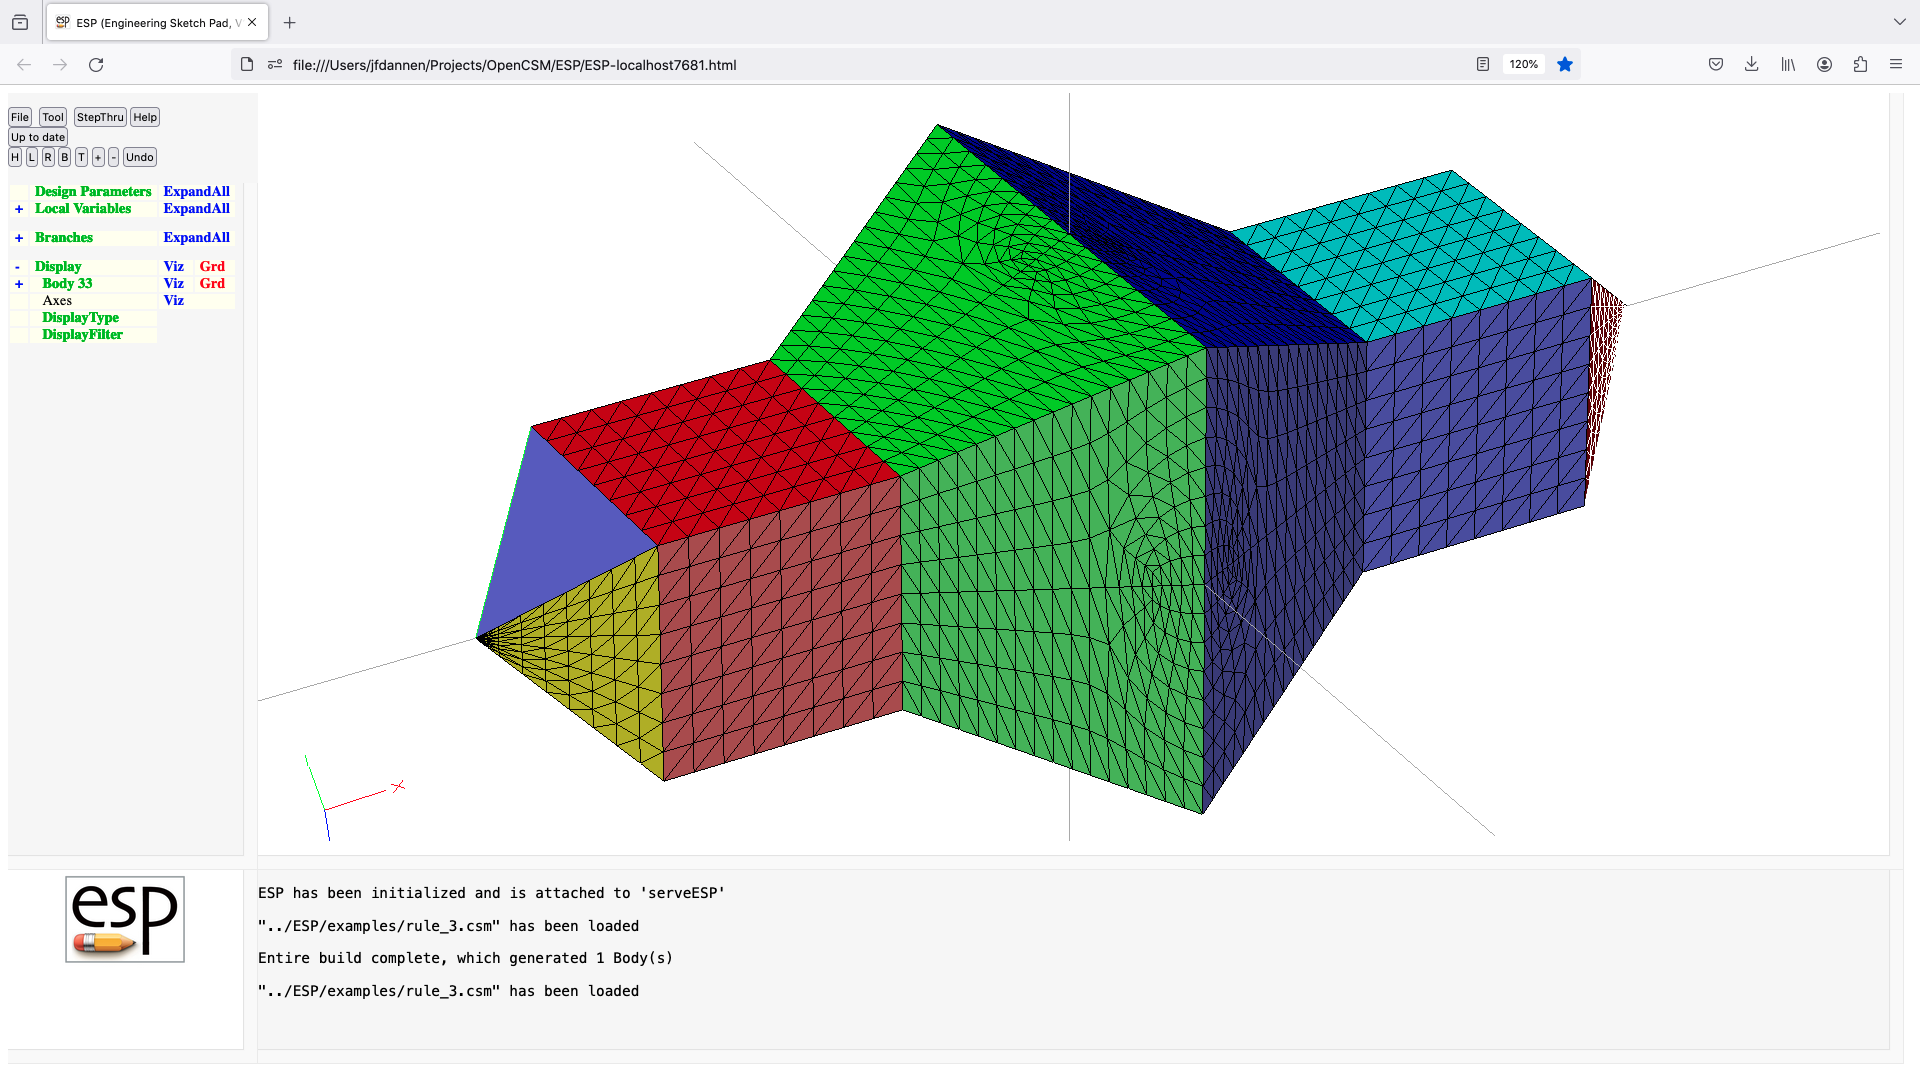 ESP (Engineering Sketch Pad, V
file:///Users/jfdannen/Projects/OpenCSM/ESP/ESP-localhost7681.html
120%
File Tool StepThru Help
Up to date
H L R B T + - Undo
Design Parameters ExpandAll
+ Local Variables ExpandAll
+ Branches ExpandAll
- Display Viz Grd
+ Body 33 Viz Grd
Axes Viz
DisplayType
DisplayFilter
X
esp
ESP has been initialized and is attached to 'serveESP'
"../ESP/examples/rule_3.csm" has been loaded
Entire build complete, which generated 1 Body(s)
"../ESP/examples/rule_3.csm" has been loaded